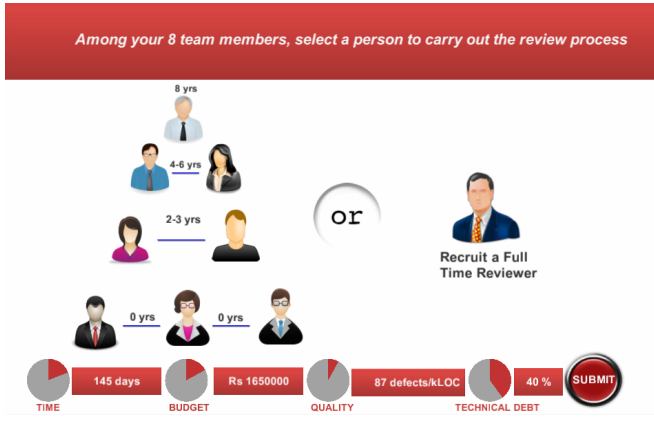 Among your 8 team members, select a person to carry out the review process
8 yrs
4-6 yrs
2-3 yrs
0 yrs
0 yrs
or
Recruit a Full
Time Reviewer
145 days
Rs 1650000
87 defects/kLOC
40 %
SUBMIT
TIME
BUDGET
QUALITY
TECHNICAL DEBT